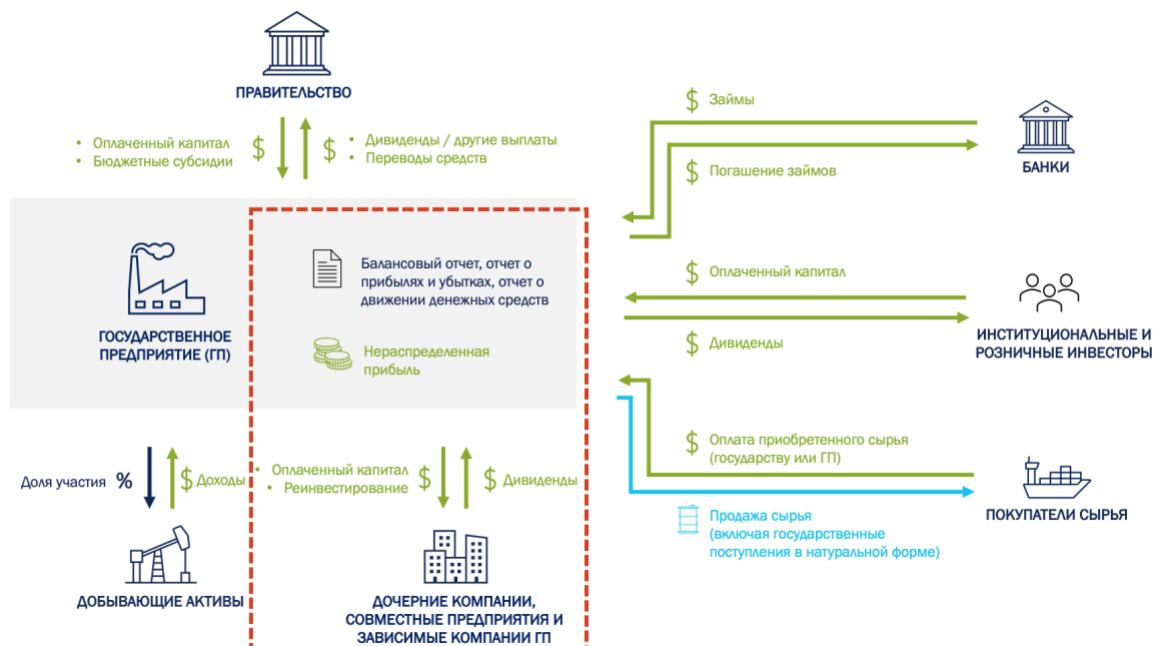 ПРАВИТЕЛЬСТВО
• Оплаченный капитал
• Бюджетные субсидии
$
$
• Дивиденды / другие выплаты
• Переводы средств
$ Займы
$ Погашение займов
БАНКИ
ГОСУДАРСТВЕННОЕ
ПРЕДПРИЯТИЕ (ГП)
Балансовый отчет, отчет о
прибылях и убытках, отчет о
движении денежных средств
Нераспределенная
прибыль
$ Оплаченный капитал
$ Дивиденды
ИНСТИТУЦИОНАЛЬНЫЕ И
РОЗНИЧНЫЕ ИНВЕСТОРЫ
$ Оплата приобретенного сырья
(государству или ГП)
Продажа сырья
(включая государственные
поступления в натуральной форме)
ПОКУПАТЕЛИ СЫРЬЯ
Доля участия %
$ Доходы
• Оплаченный капитал
• Реинвестирование
$
$ Дивиденды
ДОБЫВАЮЩИЕ АКТИВЫ
ДОЧЕРНИЕ КОМПАНИИ,
СОВМЕСТНЫЕ ПРЕДПРИЯТИЯ И
ЗАВИСИМЫЕ КОМПАНИИ ГП